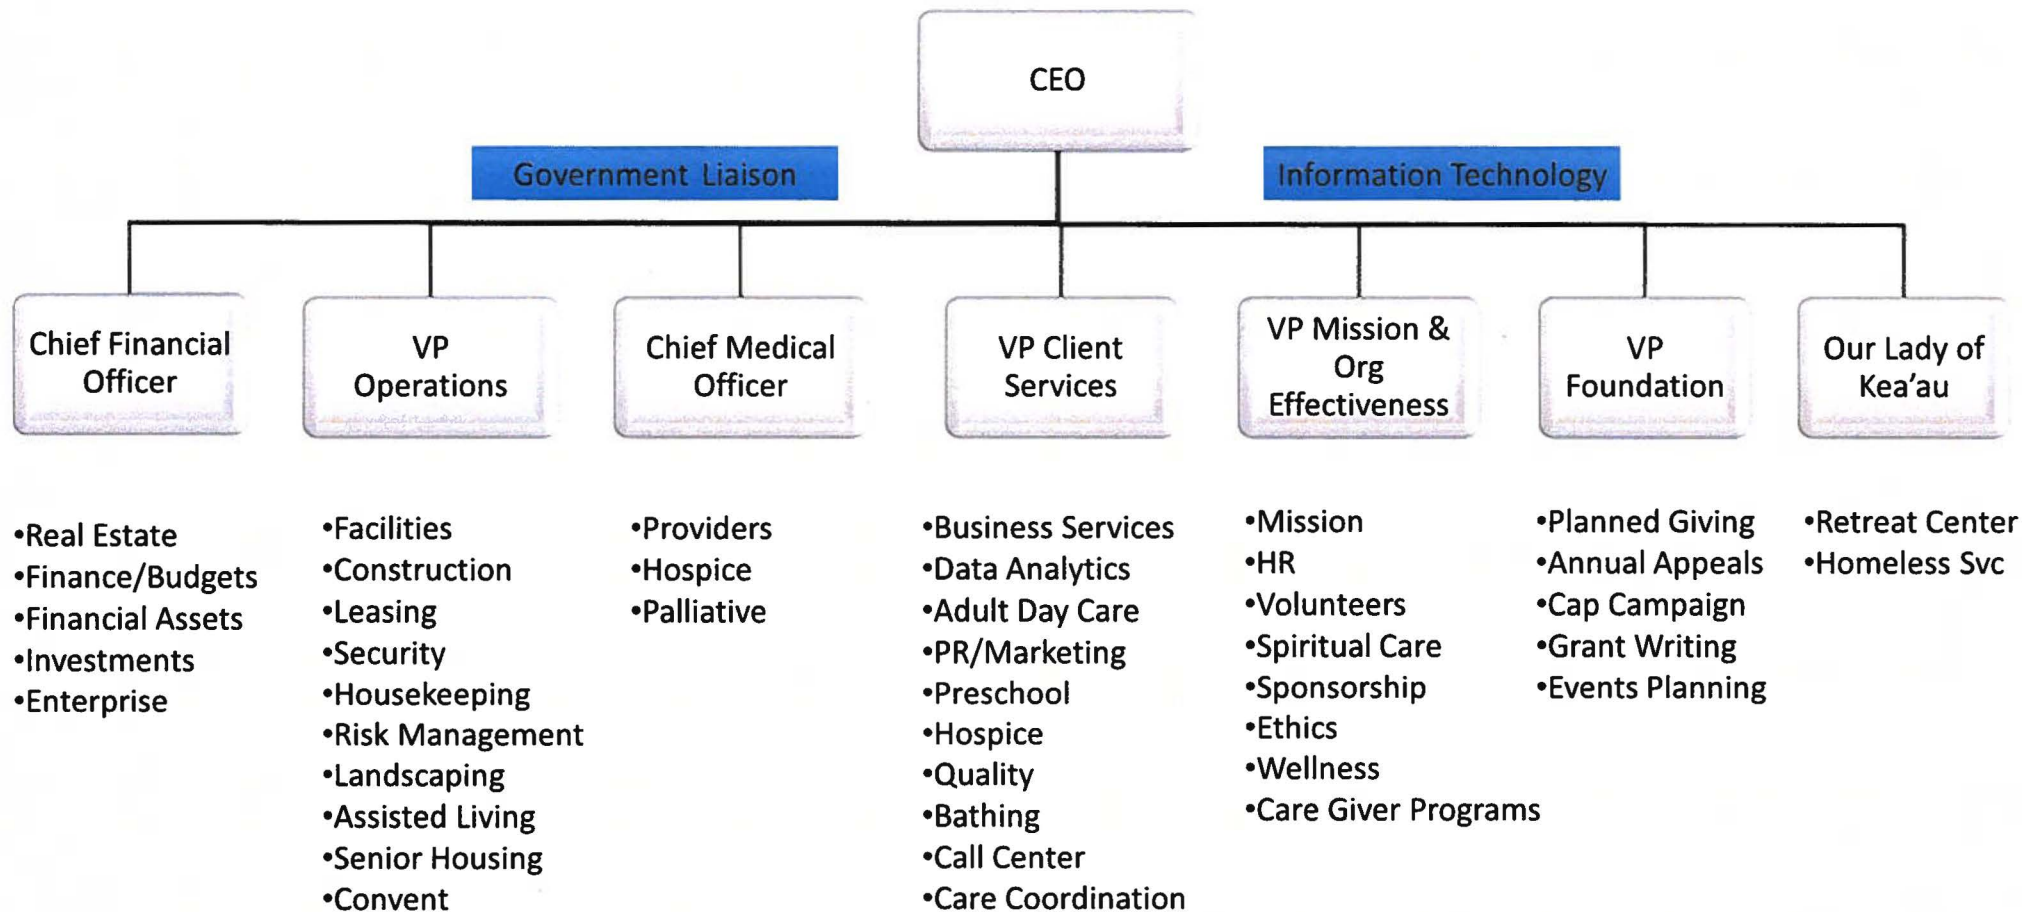 CEO
Government Liaison
Information Technology
Chief Financial
Officer
VP
Operations
Chief Medical
Officer
VP Client
Services
VP Mission &
Org
Effectiveness
VP
Foundation
Our Lady of
Kea’au
•Real Estate
•Finance/Budgets
•Financial Assets
•Investments
•Enterprise
•Facilities
•Construction
•Leasing
•Security
•Housekeeping
•Risk Management
•Landscaping
•Assisted Living
•Senior Housing
•Convent
•Providers
•Hospice
•Palliative
•Business Services
•Data Analytics
•Adult Day Care
•PR/Marketing
•Preschool
•Hospice
•Quality
•Bathing
•Call Center
•Care Coordination
•Mission
•HR
•Volunteers
•Spiritual Care
•Sponsorship
•Ethics
•Wellness
•Care Giver Programs
•Planned Giving
•Annual Appeals
•Cap Campaign
•Grant Writing
•Events Planning
•Retreat Center
•Homeless Svc